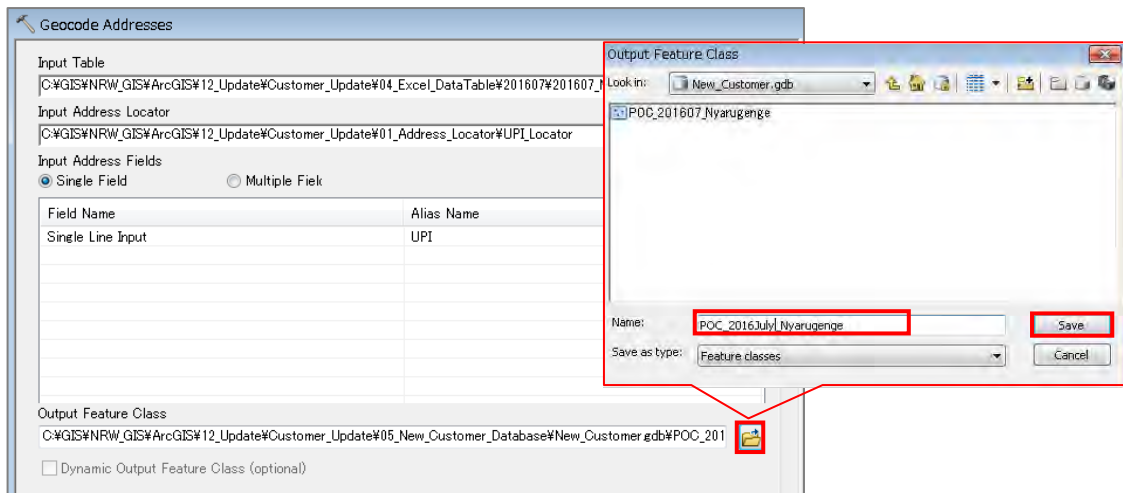 Geocode Addresses
Input Table
C:¥GIS¥NRW_GIS¥ArcGIS¥12_Update¥Customer_Update¥04_Excel_DataTable¥201607¥201607_
Input Address Locator
C:¥GIS¥NRW_GIS¥ArcGIS¥12_Update¥Customer_Update¥01_Address_Locator¥UPI_Locator
Input Address Fields
Single Field Multiple Fiek
Field Name Alias Name
Single Line Input UPI
Output Feature Class
C:¥GIS¥NRW_GIS¥ArcGIS¥12_Update¥Customer_Update¥05_New_Customer_Database¥New_Customer.gdb¥POC_201
Dynamic Output Feature Class (optional)
Output Feature Class
Look in: New_Customer.gdb
POC_201607_Nyarugenge
Name: POC_2016July_Nyarugenge Save
Save as type: Feature classes Cancel